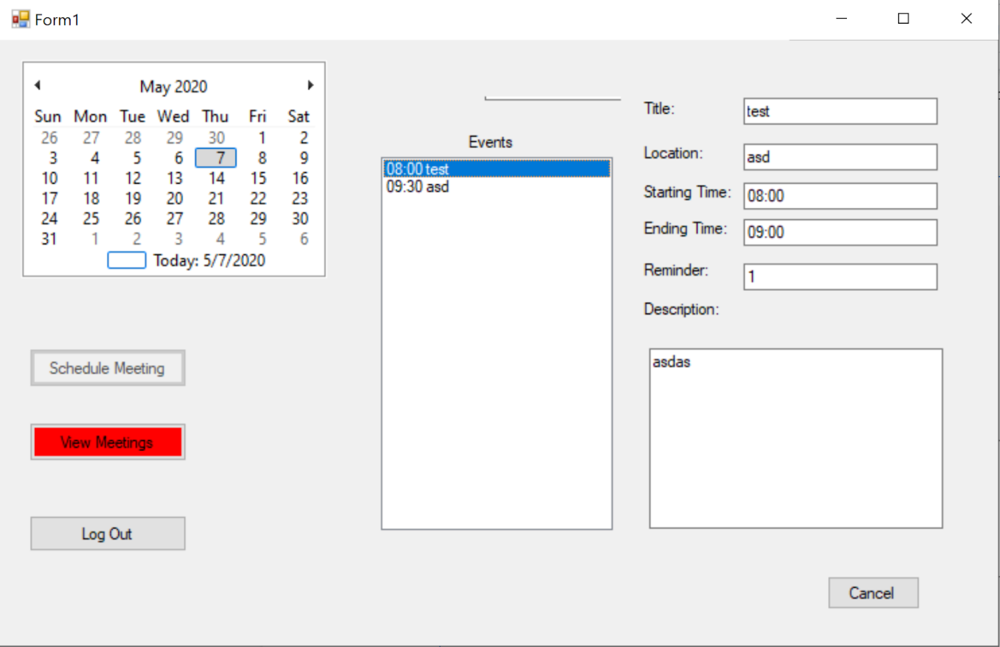 Form1
May 2020
Sun Mon Tue Wed Thu Fri Sat
26 27 28 29 30 1 2
3 4 5 6 7 8 9
10 11 12 13 14 15 16
17 18 19 20 21 22 23
24 25 26 27 28 29 30
31 1 2 3 4 5 6
Today: 5/7/2020
Schedule Meeting
View Meetings
Log Out
Events
08:00 test
09:30 asd
Title: test
Location: asd
Starting Time: 08:00
Ending Time: 09:00
Reminder: 1
Description:
asdas
Cancel